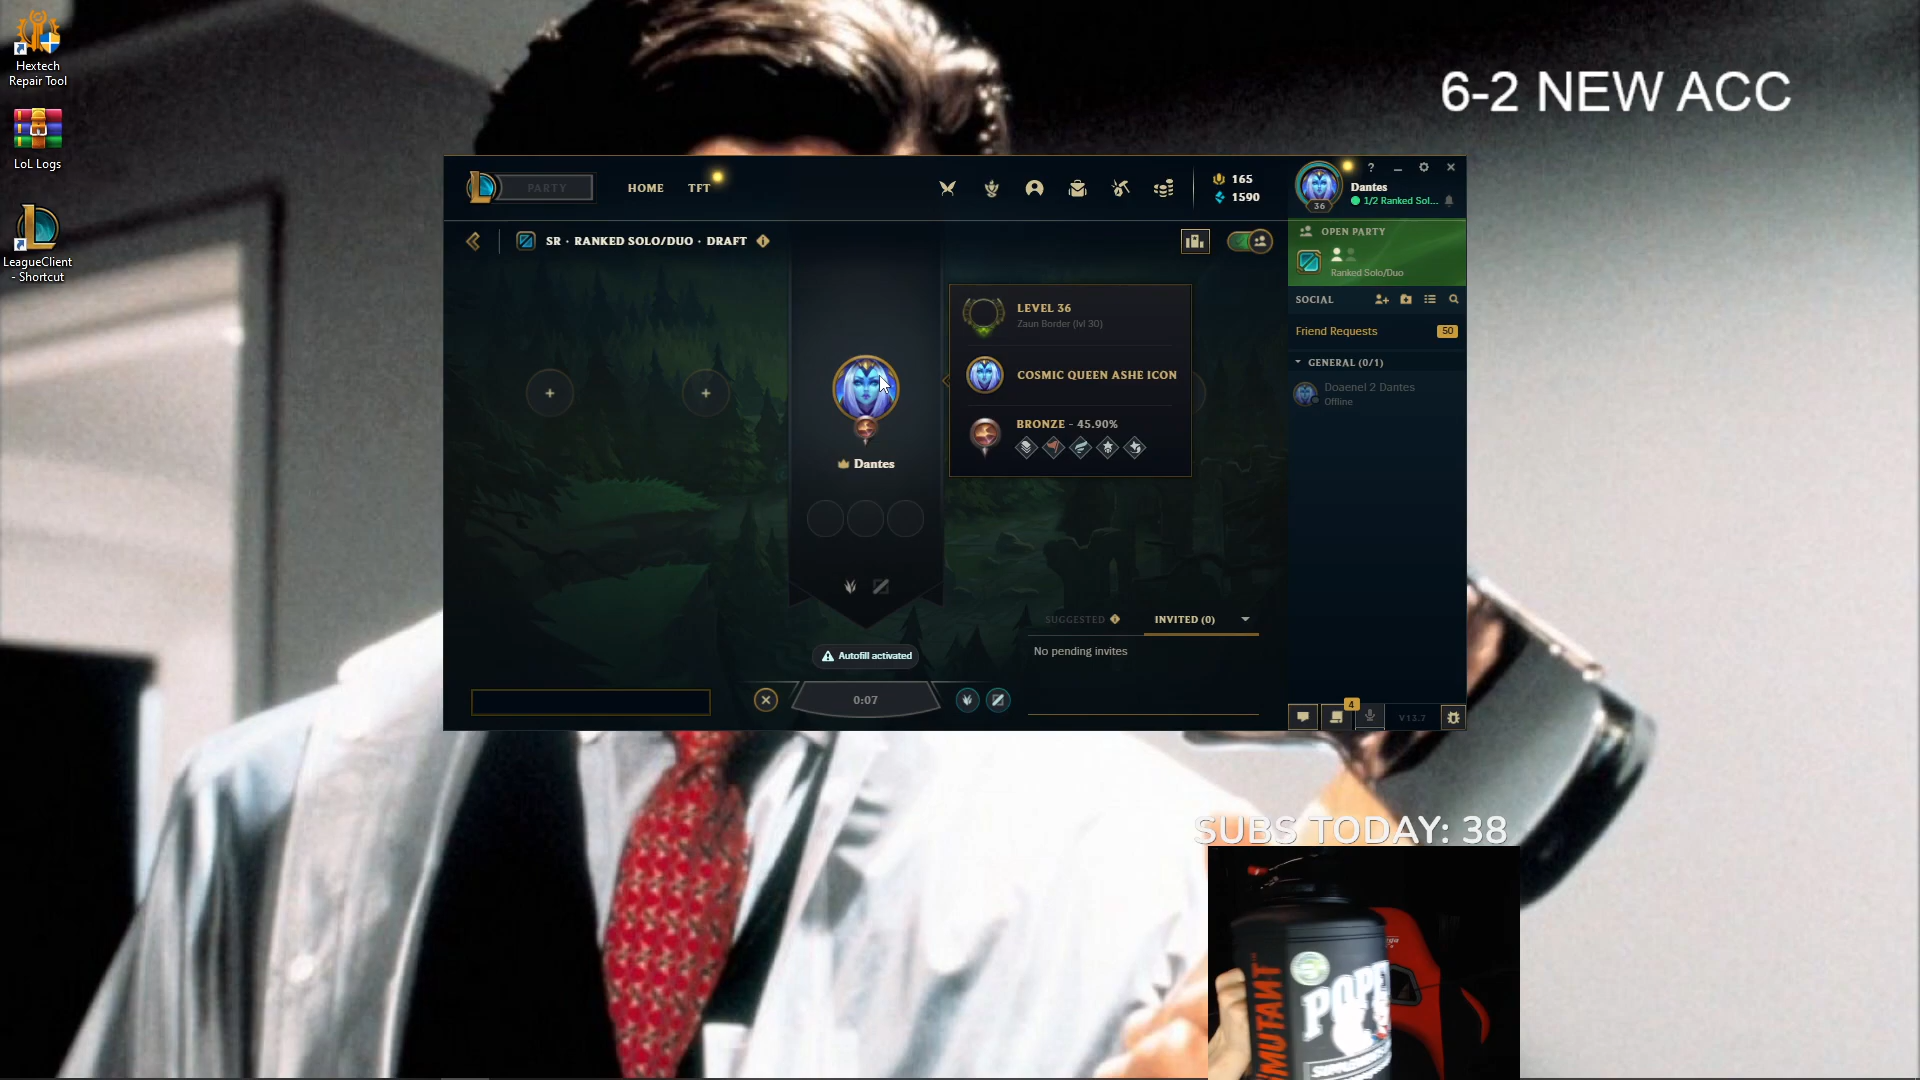 Hextech
Repair Tool
LoL Logs
LeagueClient
- Shortcut
6-2 NEW ACC
PARTY
HOME
TFT
165
1590
?
36
Dantes
1/2 Ranked Sol...
SR · RANKED SOLO/DUO · DRAFT
OPEN PARTY
Ranked Solo/Duo
SOCIAL
Friend Requests
50
GENERAL (0/1)
Doaenel 2 Dantes
Offline
LEVEL 36
Zaun Border (lvl 30)
COSMIC QUEEN ASHE ICON
BRONZE - 45.90%
Dantes
SUGGESTED
INVITED (0)
No pending invites
Autofill activated
0:07
4
V13.7
SUBS TODAY: 38
MUTANT